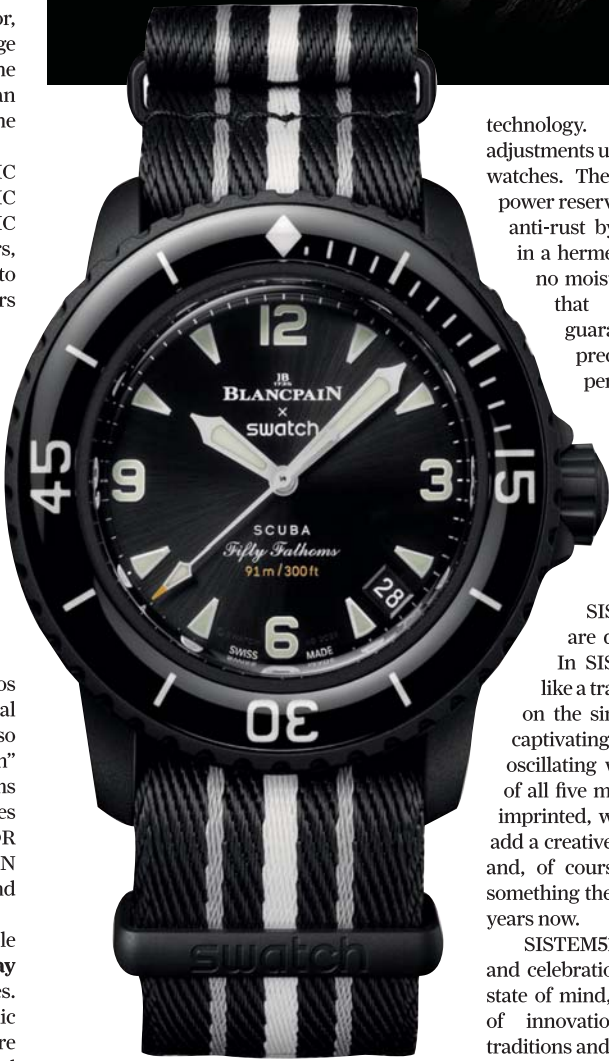 or,
ge
an
IC
IC
IC
rs,
to
rs
os
al
so
n”
ns
es
OR
N
nd
le
ay
es.
ic
re
12
JB
1735
BLANCPAIN
×
swatch
9
3
SCUBA
Fifty Fathoms
91m/300ft
28
6
SWISS MADE
45
15
30
swatch
technology.
adjustments u
watches. The
power reserv
anti-rust by
in a herme
no moist
that
guara
prec
per
SIS
are d
In SIS
like a tra
on the sin
captivating
oscillating v
of all five m
imprinted, w
add a creative
and, of cours
something the
years now.
SISTEM5
and celebratio
state of mind,
of innovatio
traditions and